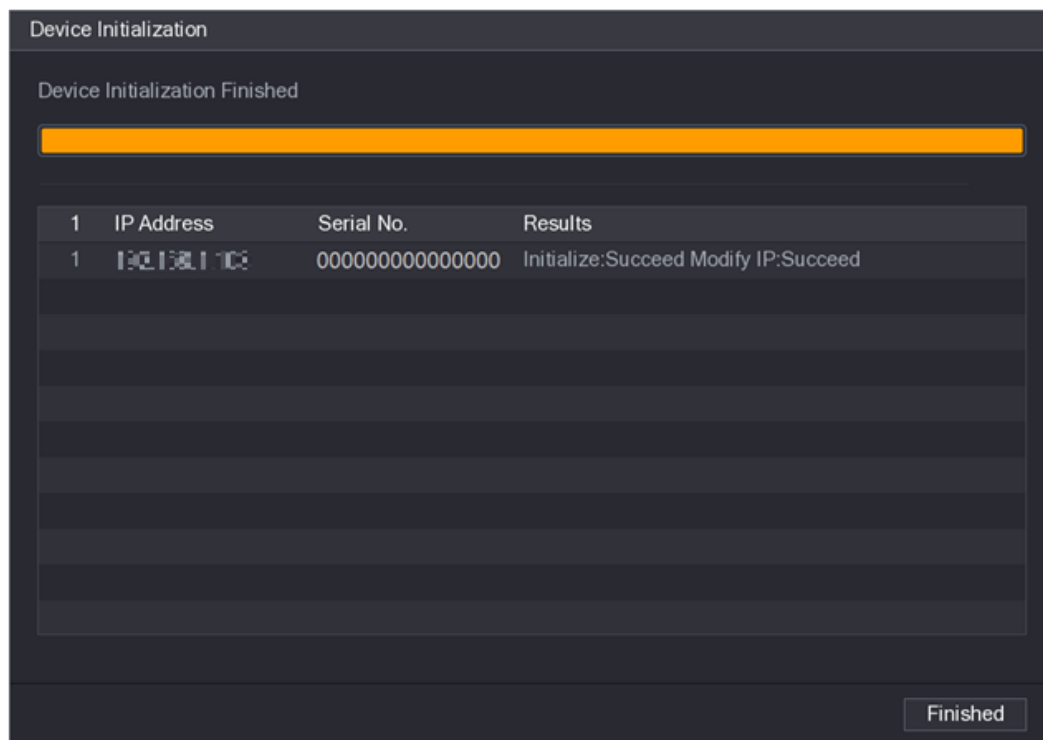 Device Initialization
Device Initialization Finished
1 IP Address Serial No. Results
1 000000000000000 Initialize:Succeed Modify IP:Succeed
Finished